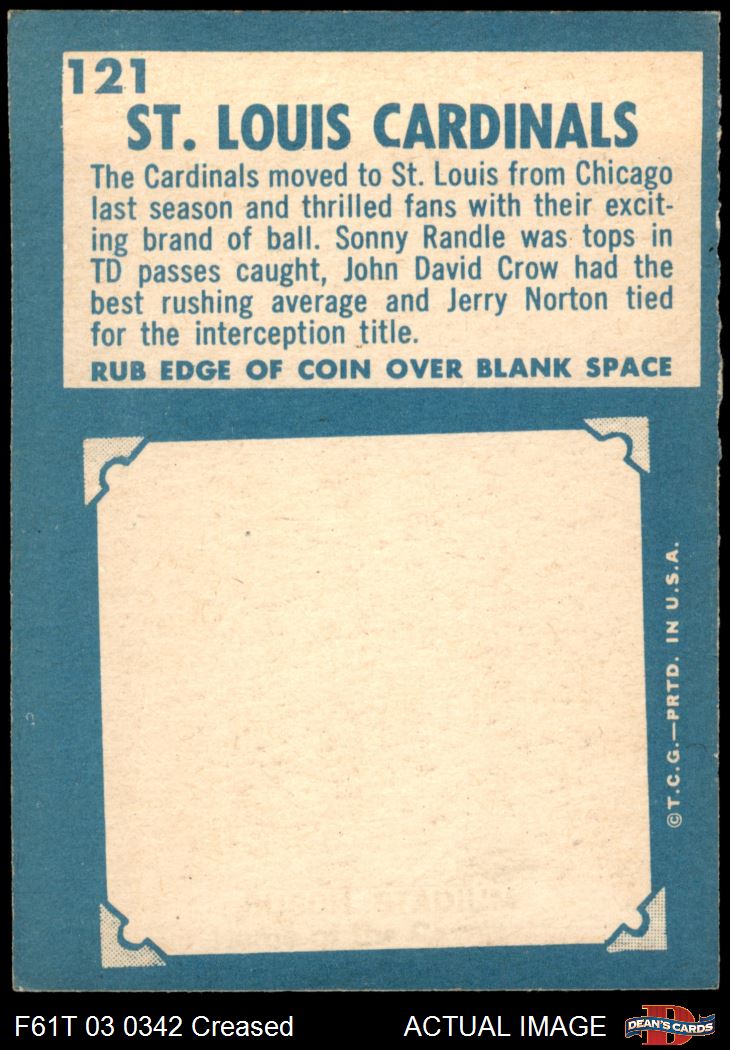 121
ST. LOUIS CARDINALS
The Cardinals moved to St. Louis from Chicago
last season and thrilled fans with their excit-
ing brand of ball. Sonny Randle was tops in
TD passes caught, John David Crow had the
best rushing average and Jerry Norton tied
for the interception title.
RUB EDGE OF COIN OVER BLANK SPACE
©T.C.G.—PRTD. IN U.S.A.
F61T 03 0342 Creased
ACTUAL IMAGE
DEAN'S CARDS